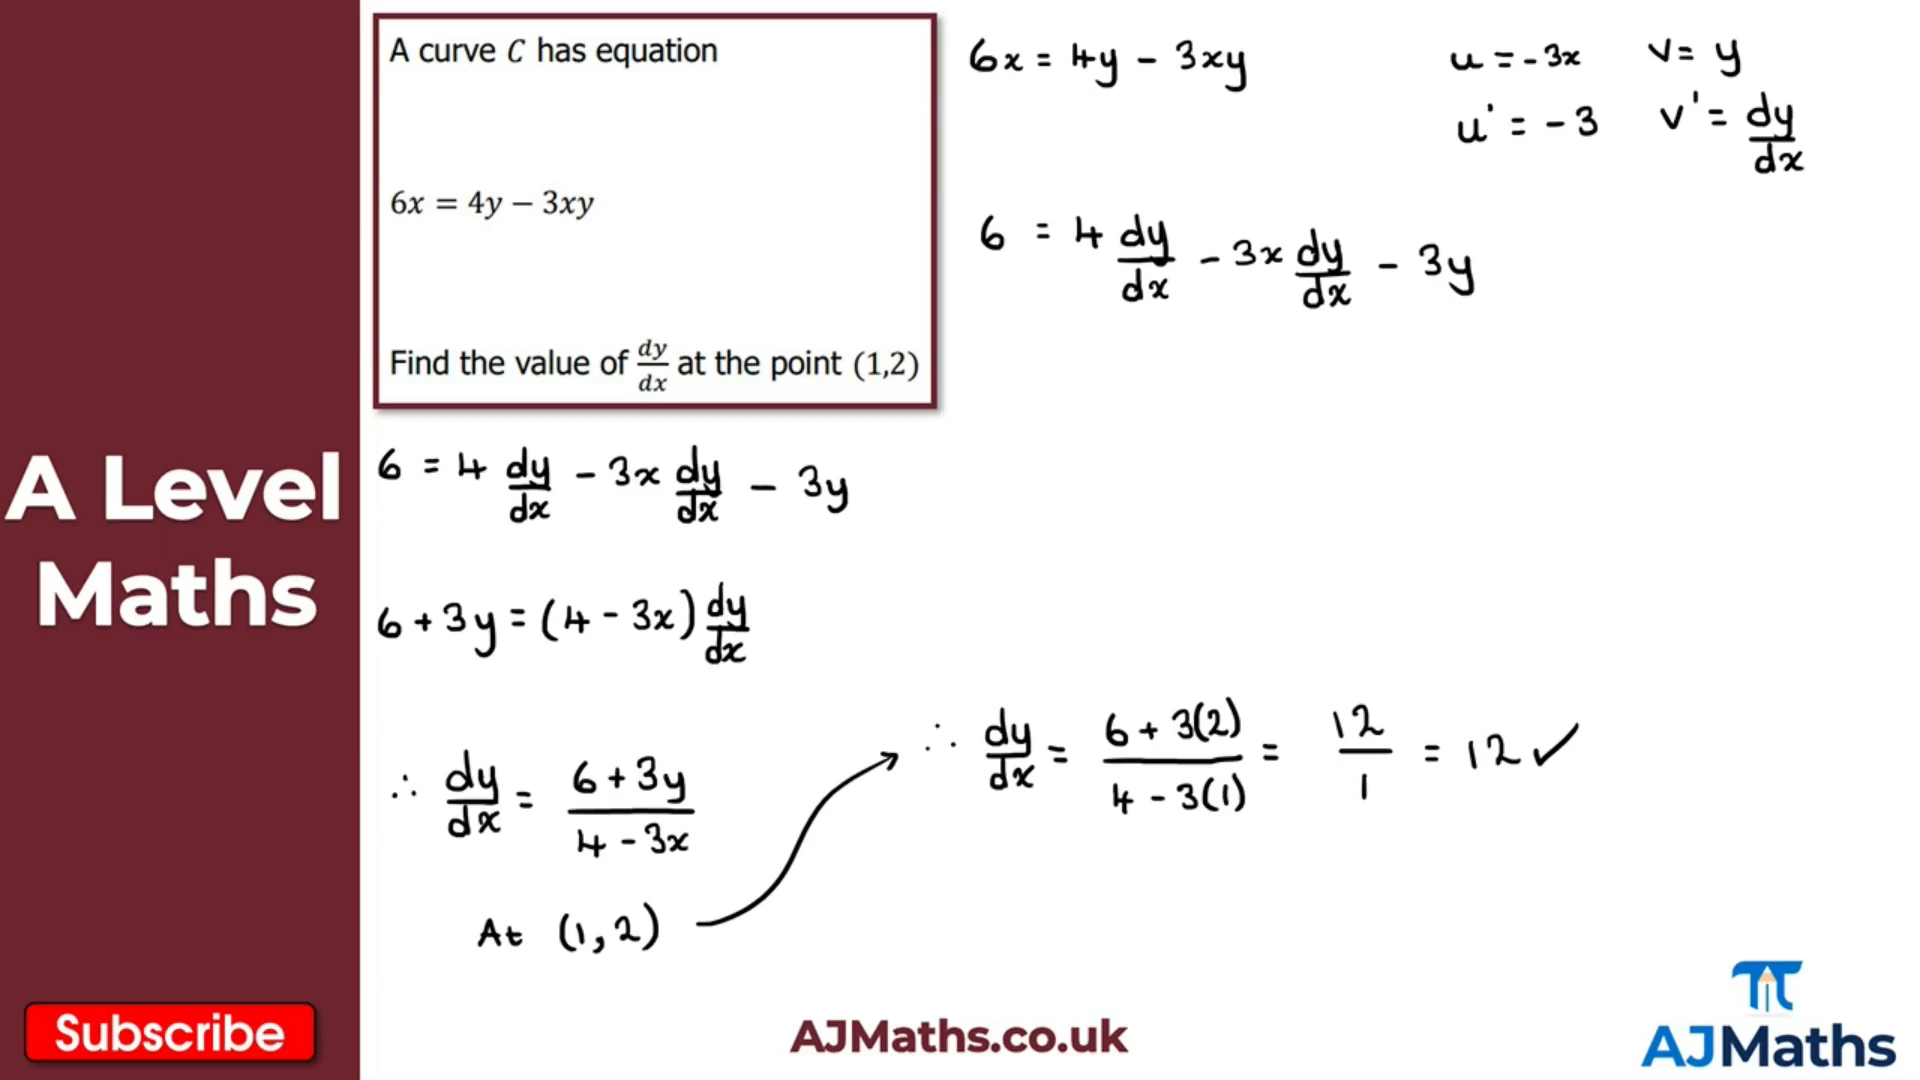 A Level
Maths
Subscribe
A curve C has equation
6x = 4y − 3xy
Find the value of dy/dx at the point (1,2)
6x = 4y - 3xy
u = -3x v = y
u' = -3 v' = dy/dx
6 = 4 dy/dx - 3x dy/dx - 3y
6 = 4 dy/dx - 3x dy/dx - 3y
6 + 3y = (4 - 3x) dy/dx
∴ dy/dx = (6 + 3y)/(4 - 3x)
At (1, 2)
∴ dy/dx = (6 + 3(2))/(4 - 3(1)) = 12/1 = 12 ✓
AJMaths.co.uk
AJMaths